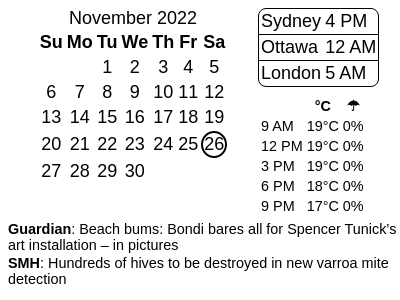 November 2022
Su Mo Tu We Th Fr Sa
1 2 3 4 5
6 7 8 9 10 11 12
13 14 15 16 17 18 19
20 21 22 23 24 25 26
27 28 29 30
Sydney 4 PM
Ottawa 12 AM
London 5 AM
°C ☂
9 AM 19°C 0%
12 PM 19°C 0%
3 PM 19°C 0%
6 PM 18°C 0%
9 PM 17°C 0%
Guardian: Beach bums: Bondi bares all for Spencer Tunick’s
art installation – in pictures
SMH: Hundreds of hives to be destroyed in new varroa mite
detection